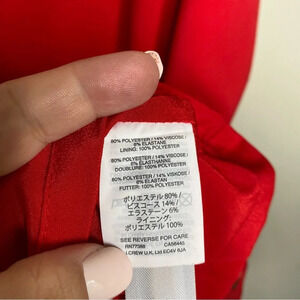 80% POLYESTER / 14% VISCOSE /
6% ELASTANE
LINING: 100% POLYESTER
80% POLYESTER / 14% VISCOSE /
6% ELASTHANNE
DOUBLURE: 100% POLYESTER
80% POLYESTER / 14% VISKOSE /
6% ELASTAN
FUTTER: 100% POLYESTER
ポリエステル 80% /
ビスコース 14% /
エラステーン 6%
ライニング:
ポリエステル 100%
SEE REVERSE FOR CARE
RN77388 CA56445
J.CREW U.K. Ltd EC4V 6JA